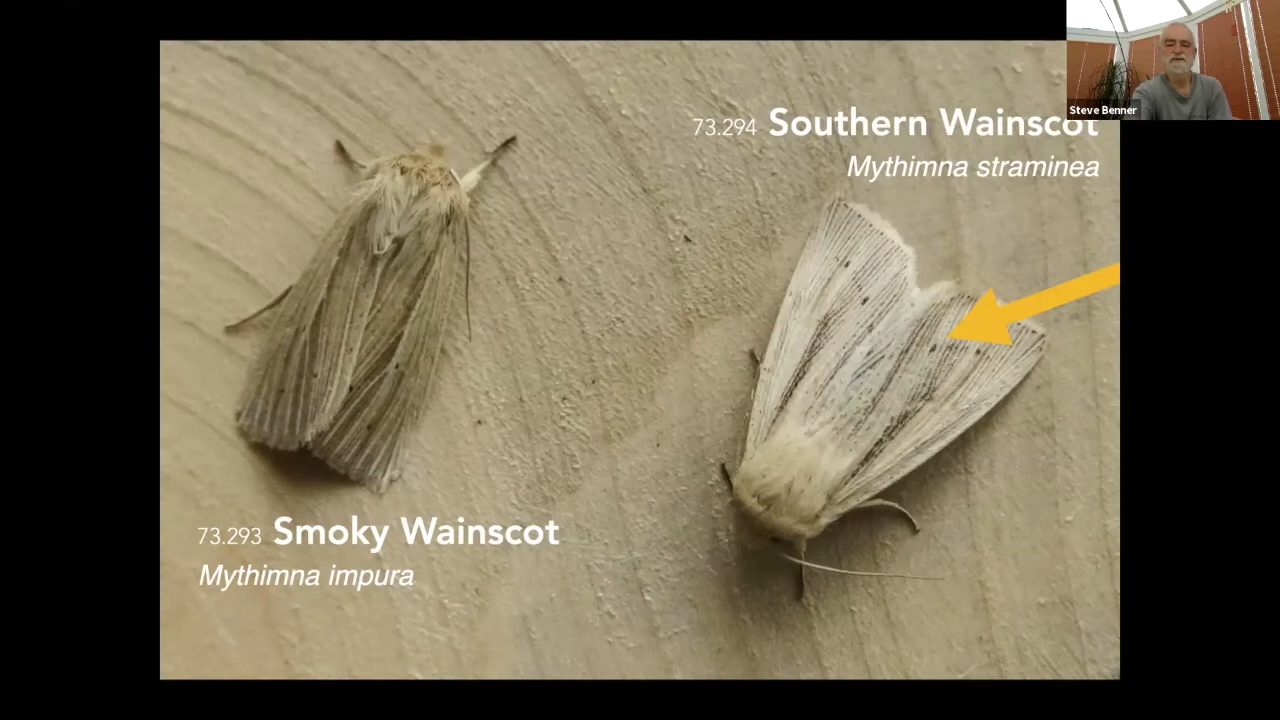 Steve Benner
73.294 Southern Wainscot
Mythimna straminea
73.293 Smoky Wainscot
Mythimna impura